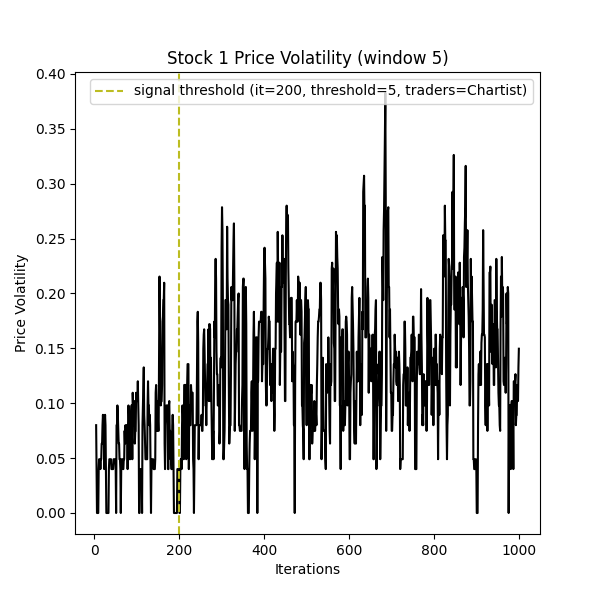 Stock 1 Price Volatility (window 5)
signal threshold (it=200, threshold=5, traders=Chartist)
Price Volatility
0.40
0.35
0.30
0.25
0.20
0.15
0.10
0.05
0.00
0 200 400 600 800 1000
Iterations